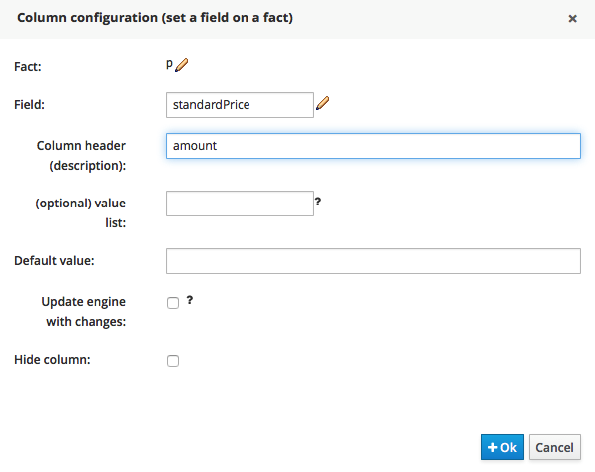 Column configuration (set a field on a fact) ×
Fact: p
Field: standardPrice
Column header
(description): amount
(optional) value
list: ?
Default value:
Update engine
with changes: ?
Hide column:
+ Ok Cancel